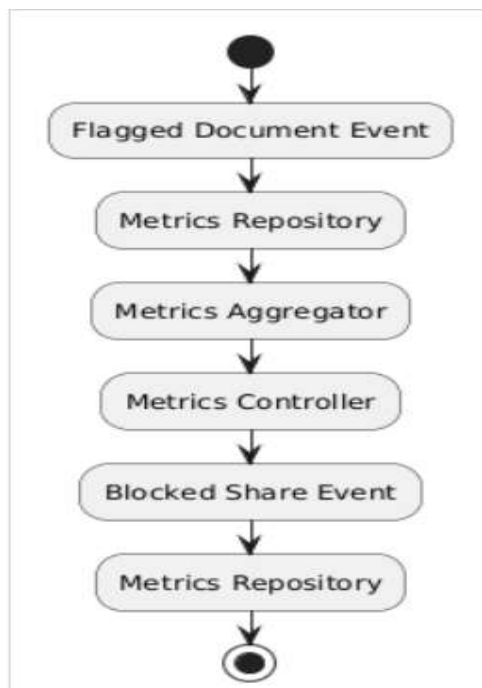 Flagged Document Event
Metrics Repository
Metrics Aggregator
Metrics Controller
Blocked Share Event
Metrics Repository